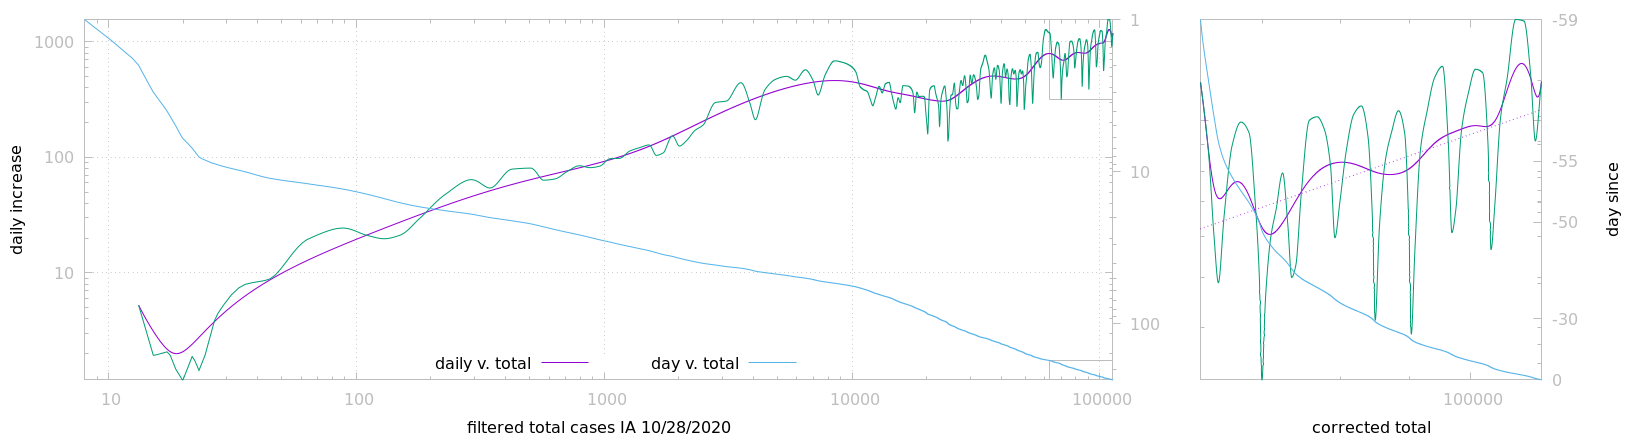 1000
100
10
daily increase
10
100
1000
10000
100000
filtered total cases IA 10/28/2020
daily v. total
day v. total
1
10
100
-59
-55
-50
-30
0
day since
100000
corrected total